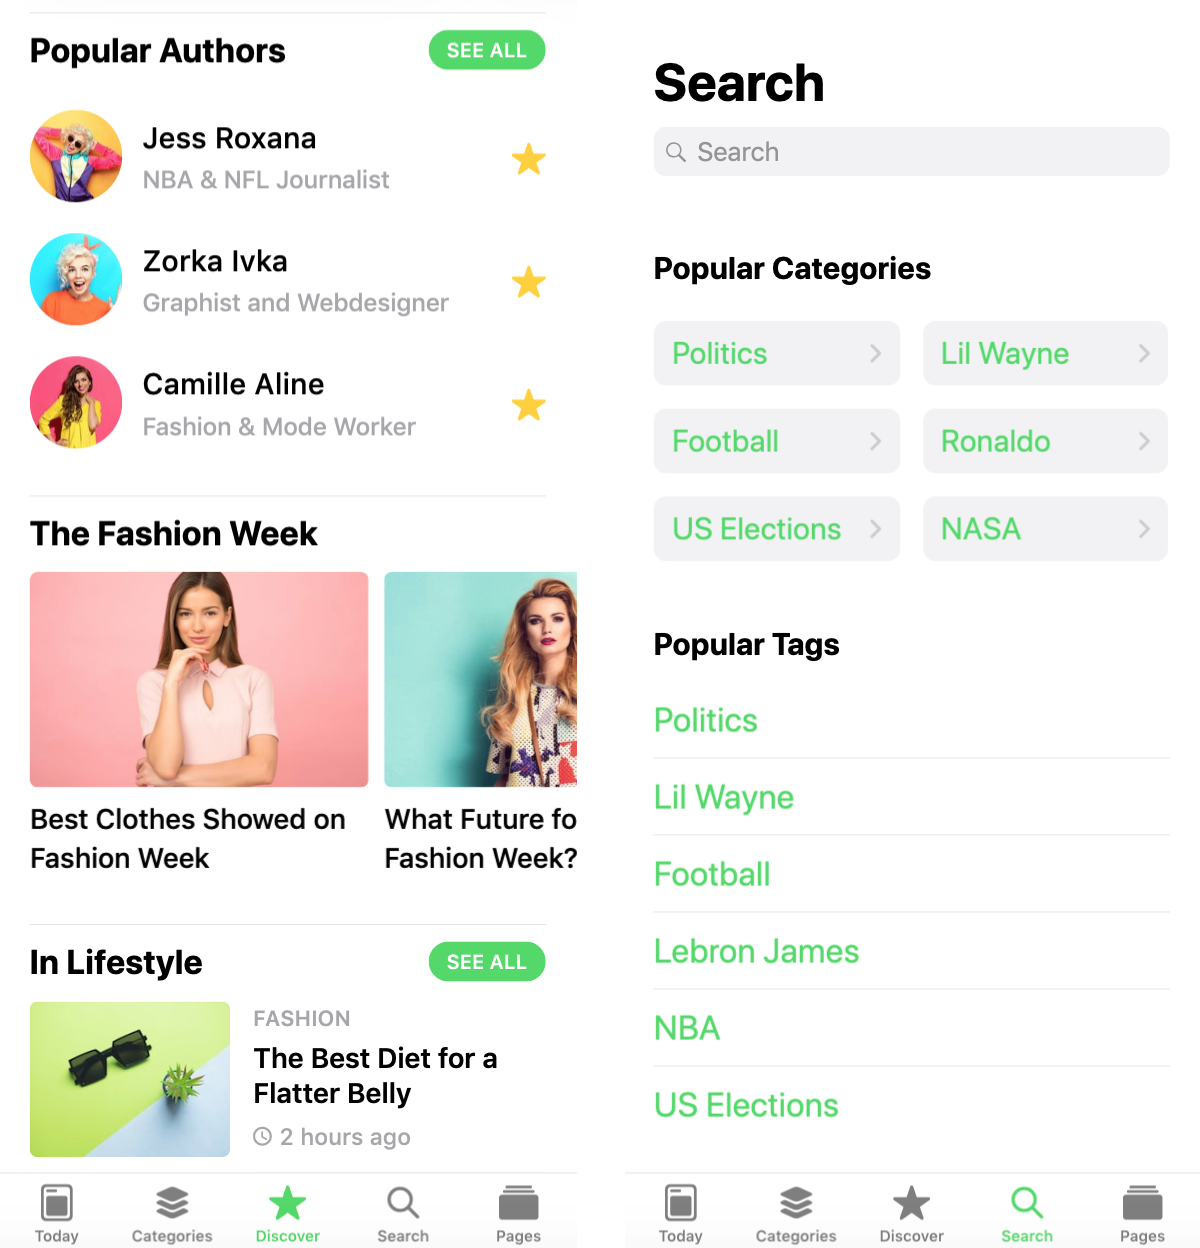 Popular Authors
SEE ALL
Jess Roxana
NBA & NFL Journalist
Zorka Ivka
Graphist and Webdesigner
Camille Aline
Fashion & Mode Worker
The Fashion Week
Best Clothes Showed on
Fashion Week
What Future fo
Fashion Week?
In Lifestyle
SEE ALL
FASHION
The Best Diet for a
Flatter Belly
2 hours ago
Today
Categories
Discover
Search
Pages
Search
Search
Popular Categories
Politics
Lil Wayne
Football
Ronaldo
US Elections
NASA
Popular Tags
Politics
Lil Wayne
Football
Lebron James
NBA
US Elections
Today
Categories
Discover
Search
Pages